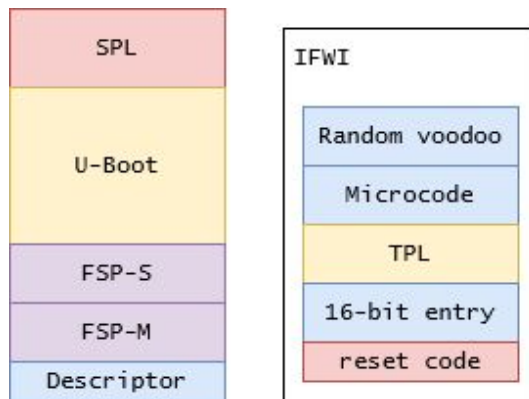 SPL
U-Boot
FSP-S
FSP-M
Descriptor
IFWI
Random voodoo
Microcode
TPL
16-bit entry
reset code